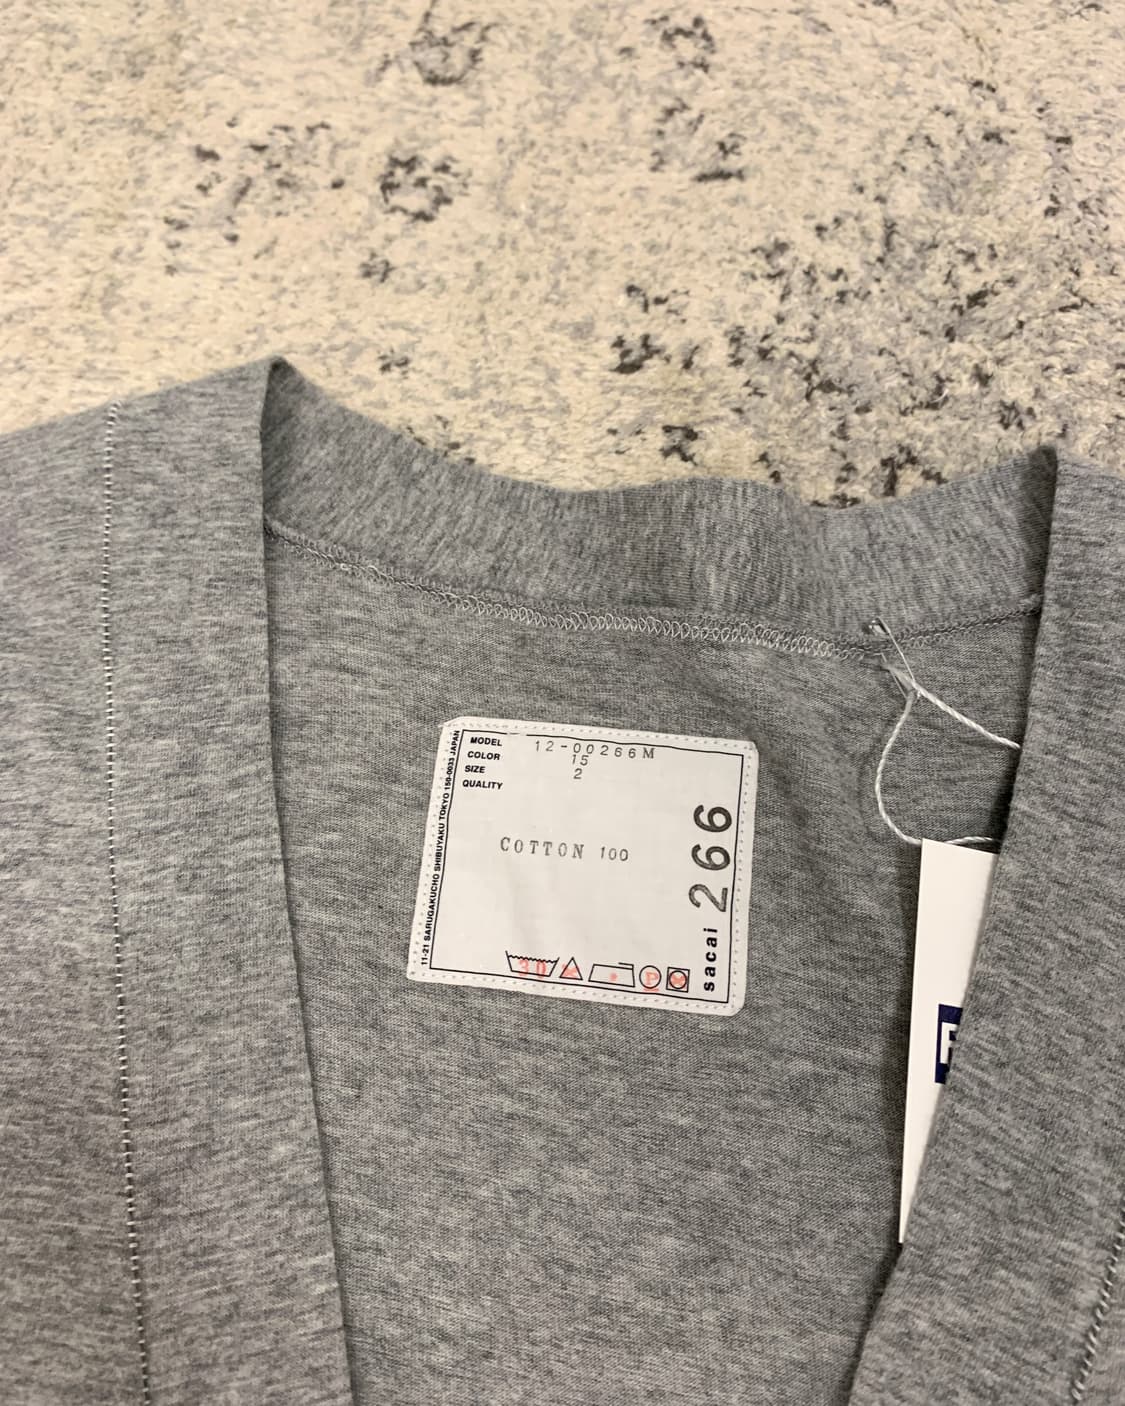 MODEL 12-00266M
COLOR 15
SIZE 2
QUALITY
COTTON 100
30 P
sacai 266
11-21 SARUGAKUCHO SHIBUYAKU TOKYO 150-0033 JAPAN